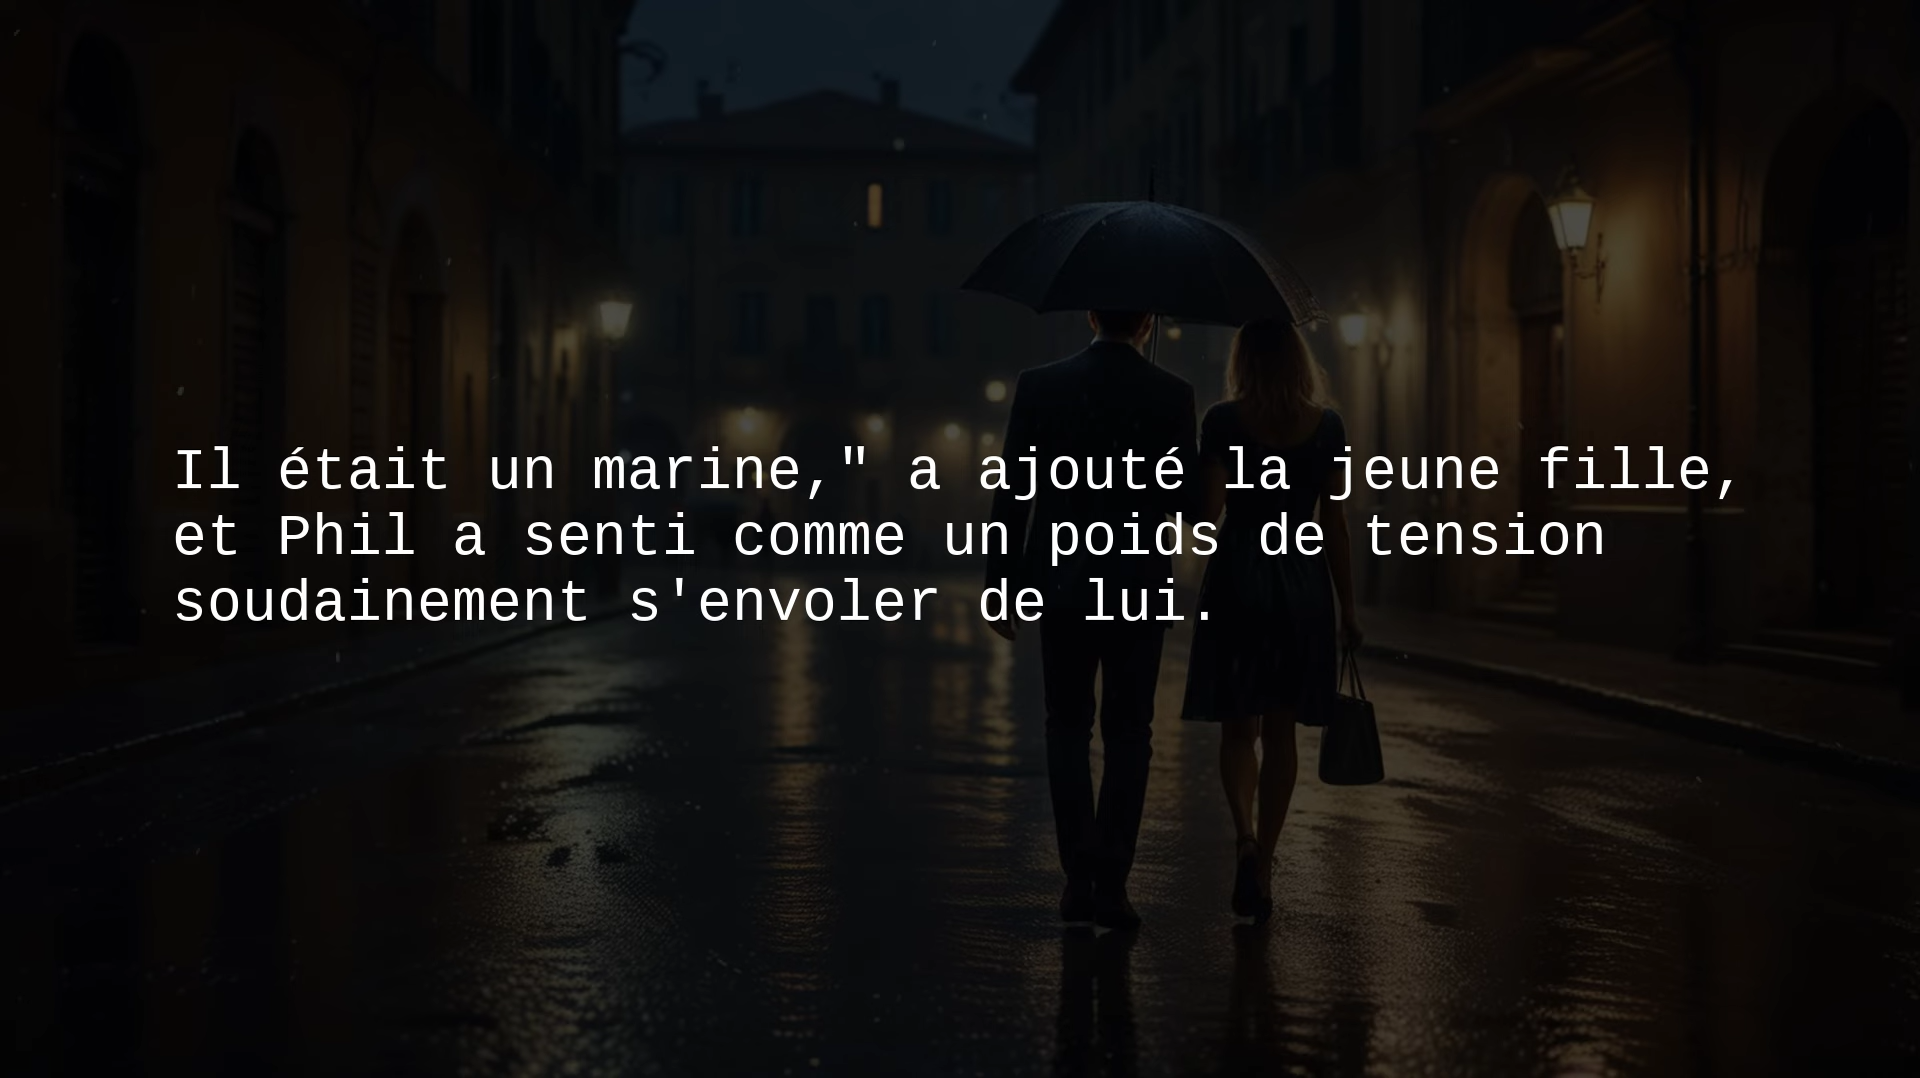 Il était un marine," a ajouté la jeune fille,
et Phil a senti comme un poids de tension
soudainement s'envoler de lui.